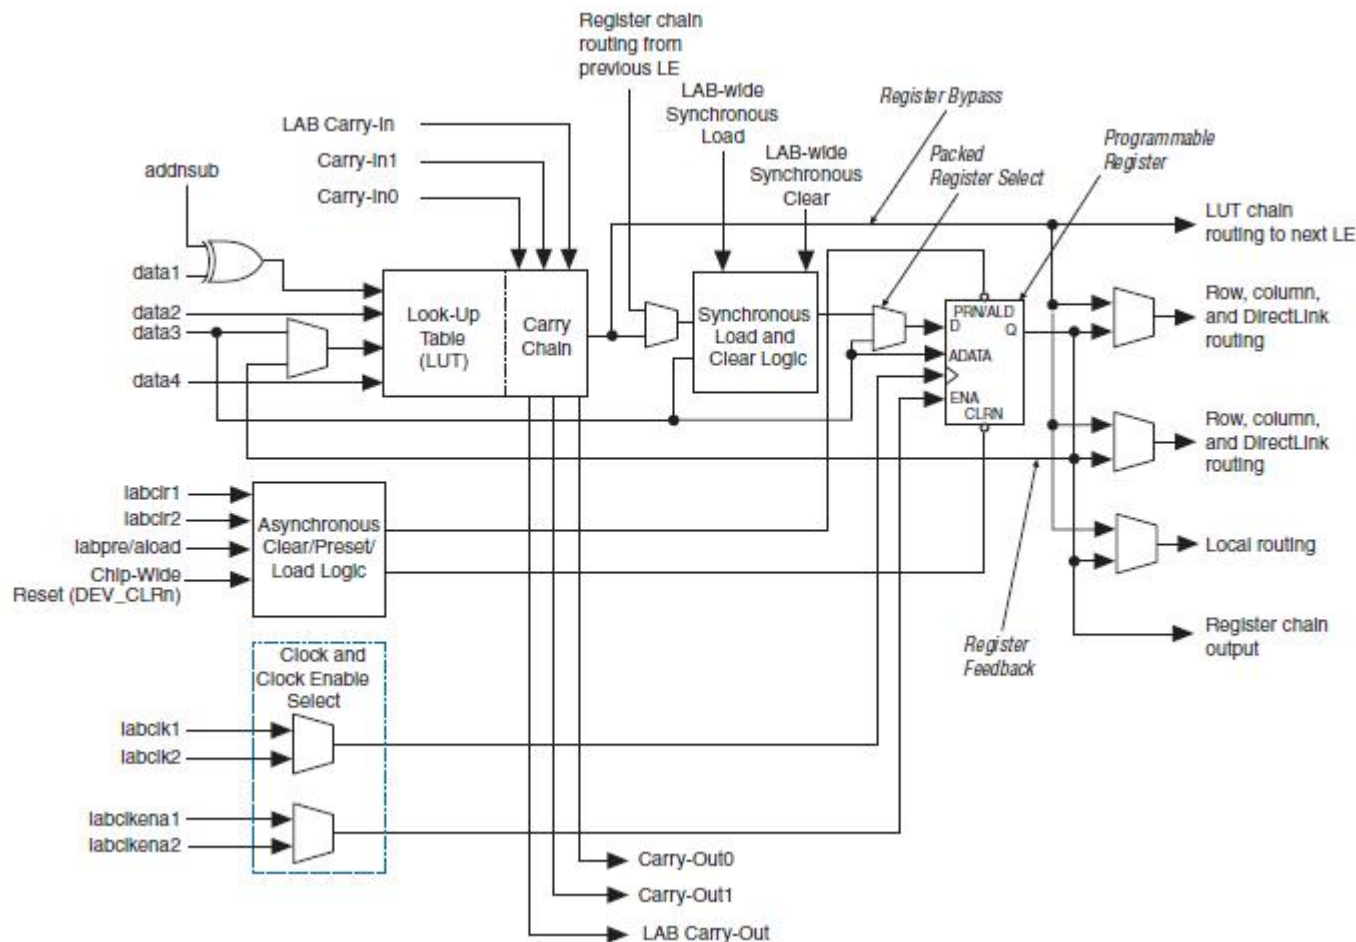 Register chain
routing from
previous LE
LAB-wide
Synchronous
Load
Register Bypass
Programmable
Register
LAB Carry-In
Carry-In1
Carry-In0
LAB-wide
Synchronous
Clear
Packed
Register Select
addnsub
data1
data2
data3
data4
Look-Up
Table
(LUT)
Carry
Chain
Synchronous
Load and
Clear Logic
PRN/ALD
D
Q
ADATA
ENA
CLRN
LUT chain
routing to next LE
Row, column,
and DirectLink
routing
Row, column,
and DirectLink
routing
Local routing
Register chain
output
Register
Feedback
labclr1
labclr2
labpre/aload
Chip-Wide
Reset (DEV_CLRn)
Asynchronous
Clear/Preset/
Load Logic
Clock and
Clock Enable
Select
labclk1
labclk2
labclkena1
labclkena2
Carry-Out0
Carry-Out1
LAB Carry-Out